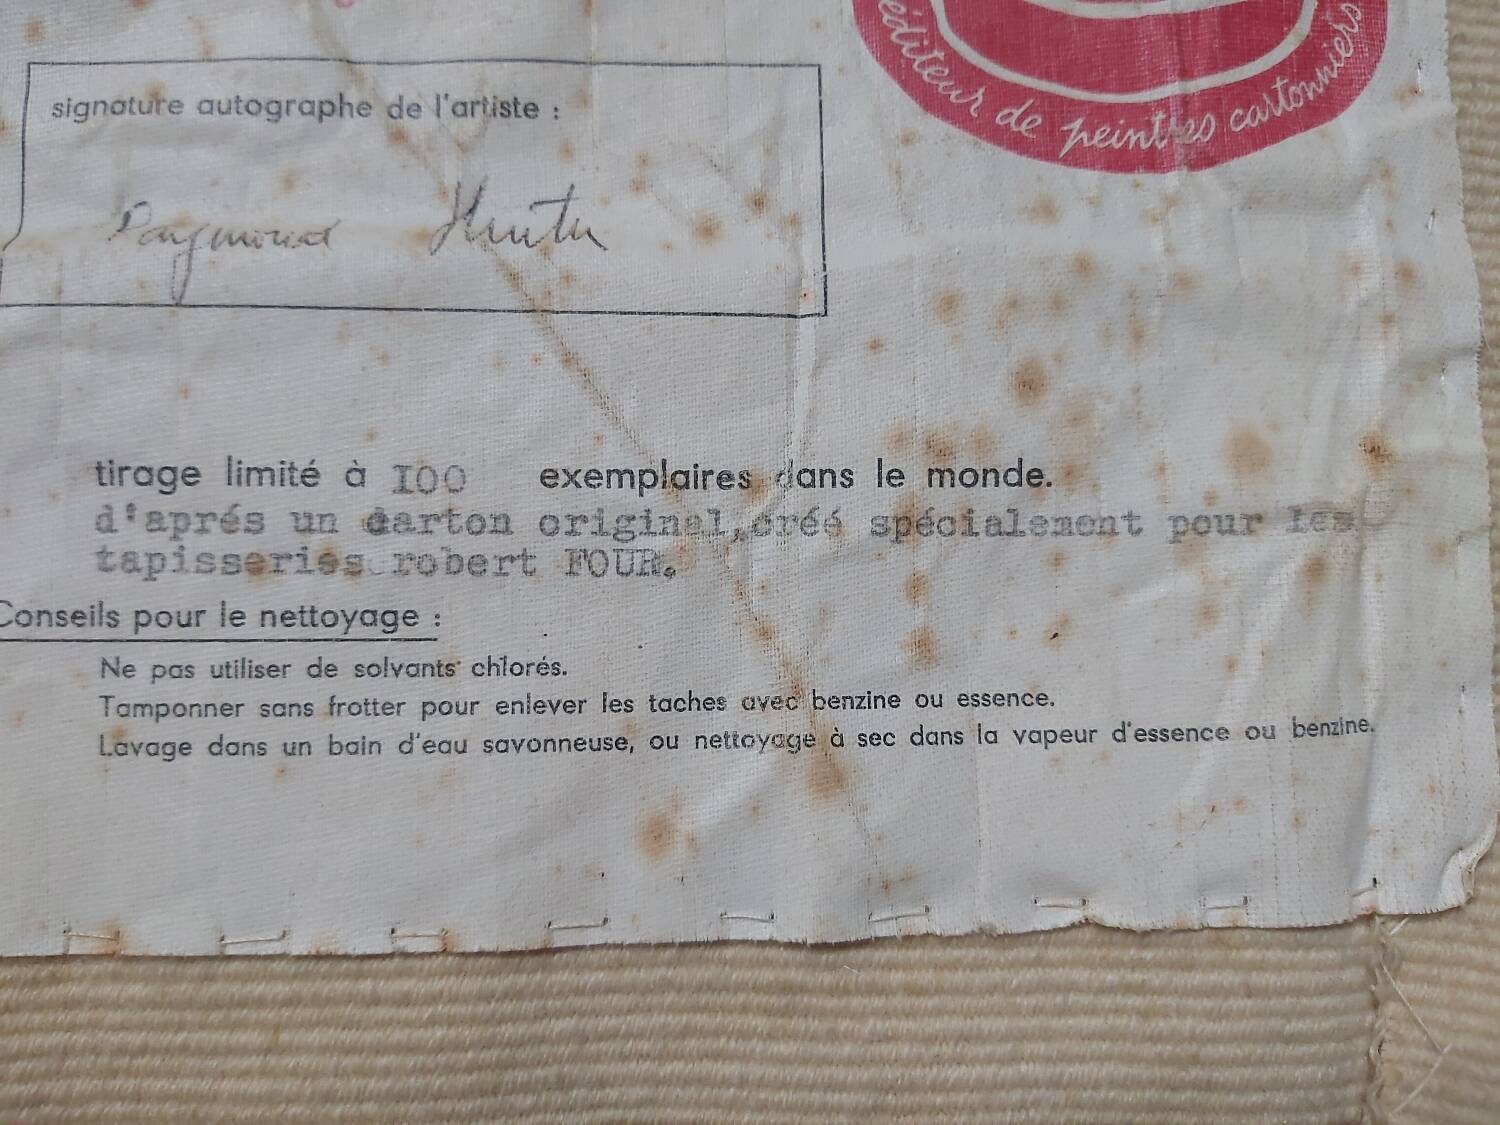 éditeur de peintres cartonniers
signature autographe de l'artiste :
Raymond
tirage limité à I00 exemplaires dans le monde.
d'aprés un carton original,créé spécialement pour les
tapisseries robert FOUR.
Conseils pour le nettoyage :
Ne pas utiliser de solvants chlorés.
Tamponner sans frotter pour enlever les taches avec benzine ou essence.
Lavage dans un bain d'eau savonneuse, ou nettoyage à sec dans la vapeur d'essence ou benzine.